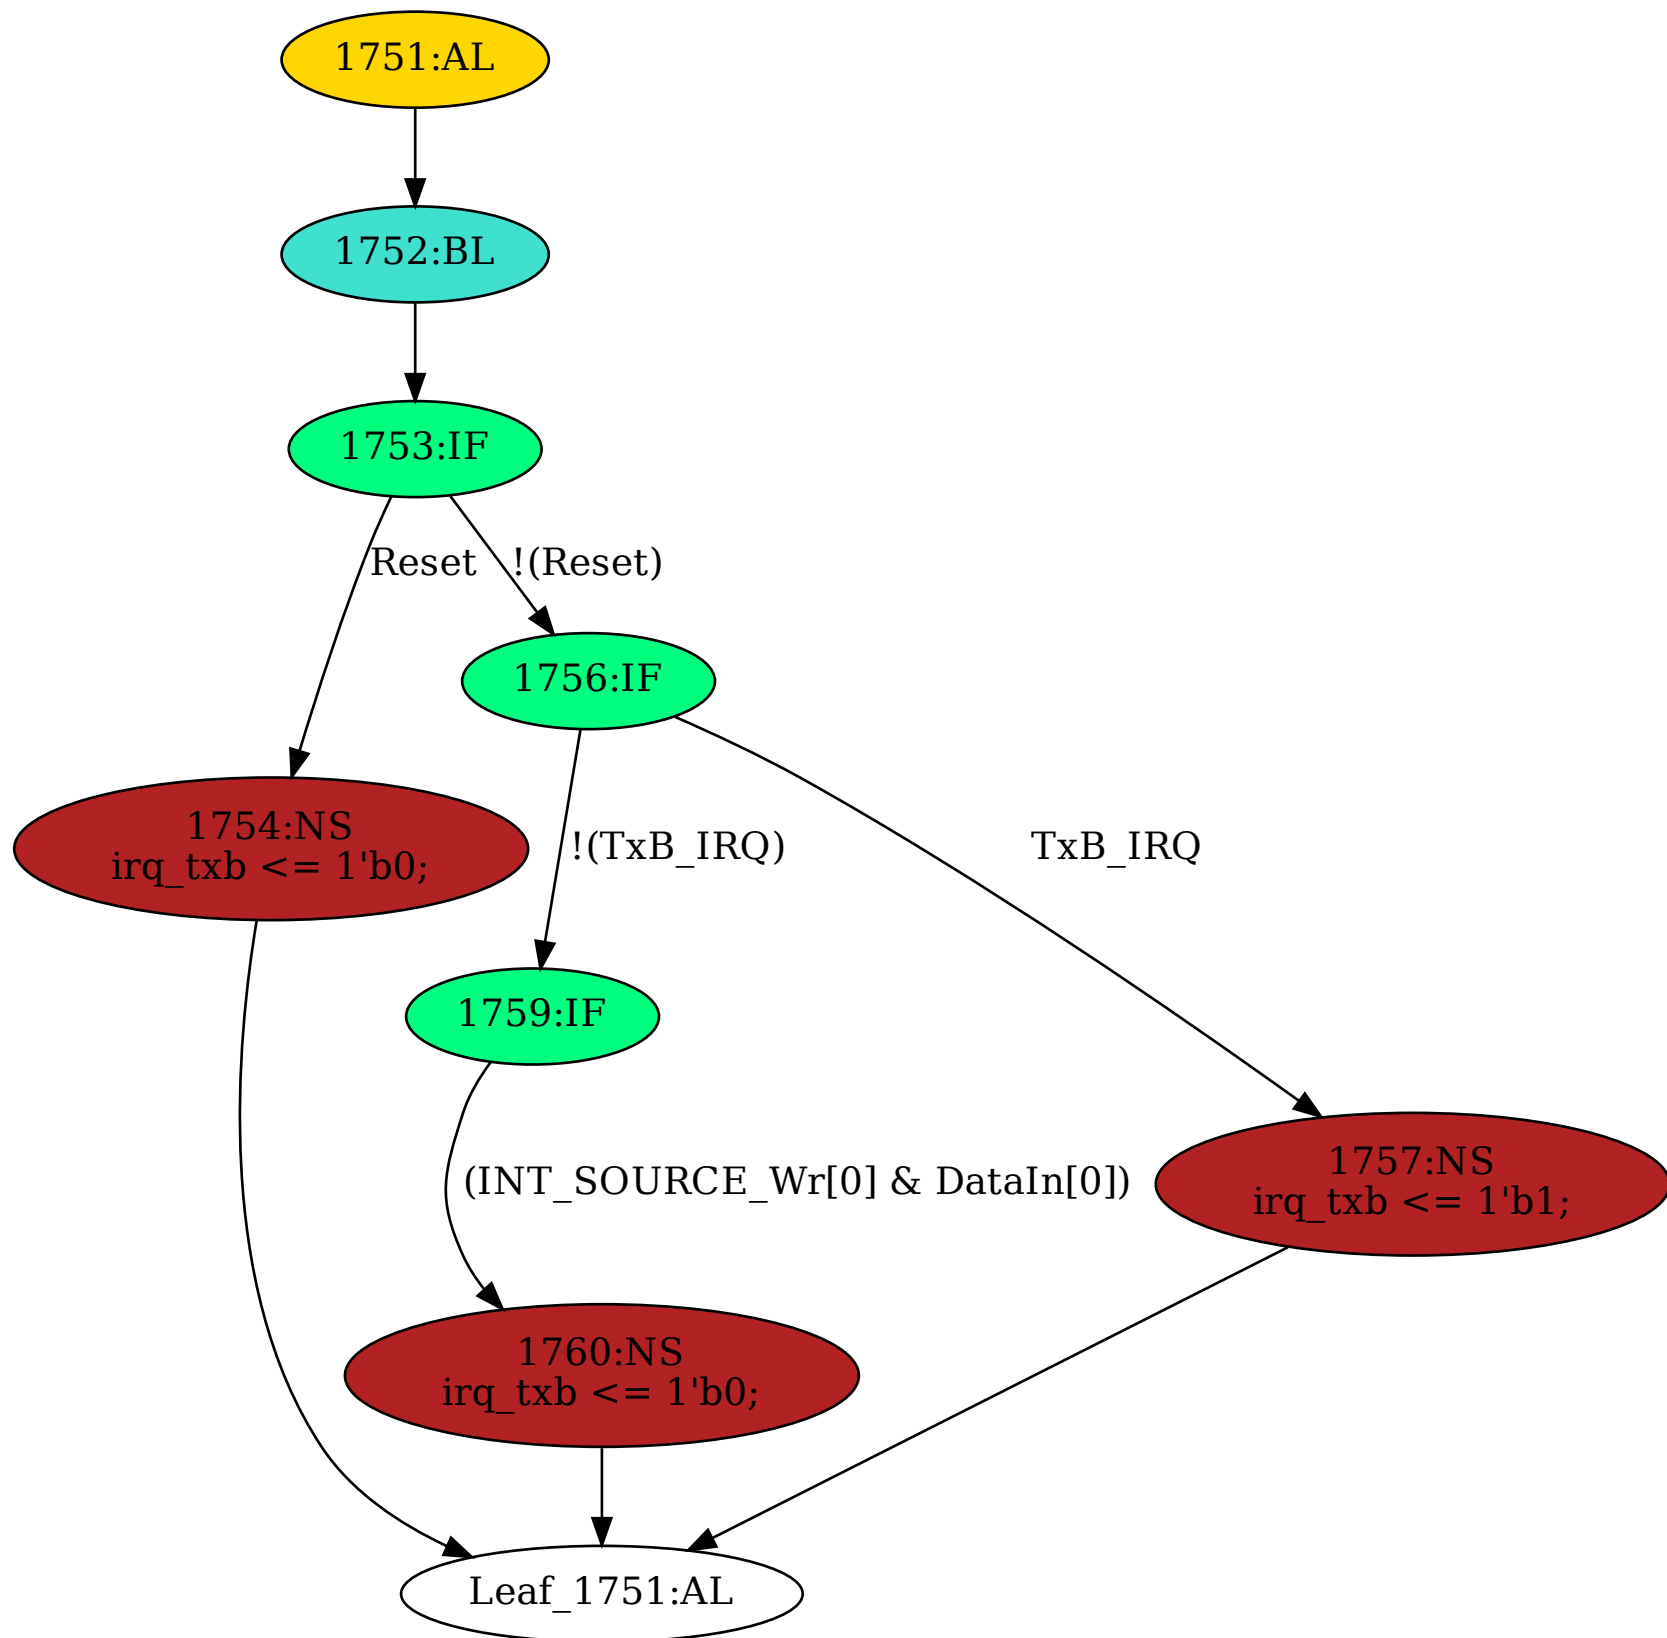 1751:AL
1752:BL
1753:IF
Reset
!(Reset)
1756:IF
1754:NS
irq_txb <= 1'b0;
!(TxB_IRQ)
TxB_IRQ
1759:IF
(INT_SOURCE_Wr[0] & DataIn[0])
1757:NS
irq_txb <= 1'b1;
1760:NS
irq_txb <= 1'b0;
Leaf_1751:AL